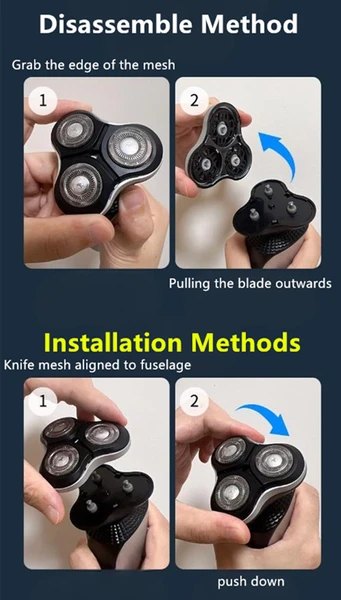 Disassemble Method
Grab the edge of the mesh
1
2
Pulling the blade outwards
Installation Methods
Knife mesh aligned to fuselage
1
2
push down